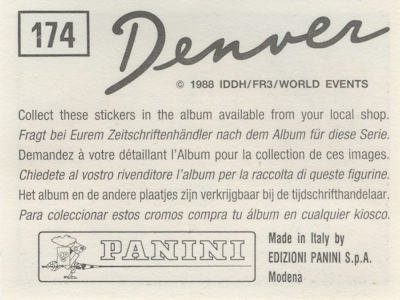 174
Denver
© 1988 IDDH/FR3/WORLD EVENTS
Collect these stickers in the album available from your local shop.
Fragt bei Eurem Zeitschriftenhändler nach dem Album für diese Serie.
Demandez à votre détaillant l'Album pour la collection de ces images.
Chiedete al vostro rivenditore l'album per la raccolta di queste figurine.
Het album en de andere plaatjes zijn verkrijgbaar bij de tijdschrifthandelaar.
Para coleccionar estos cromos compra tu álbum en cualquier kiosco.
PANINI
Made in Italy by
EDIZIONI PANINI S.p.A.
Modena